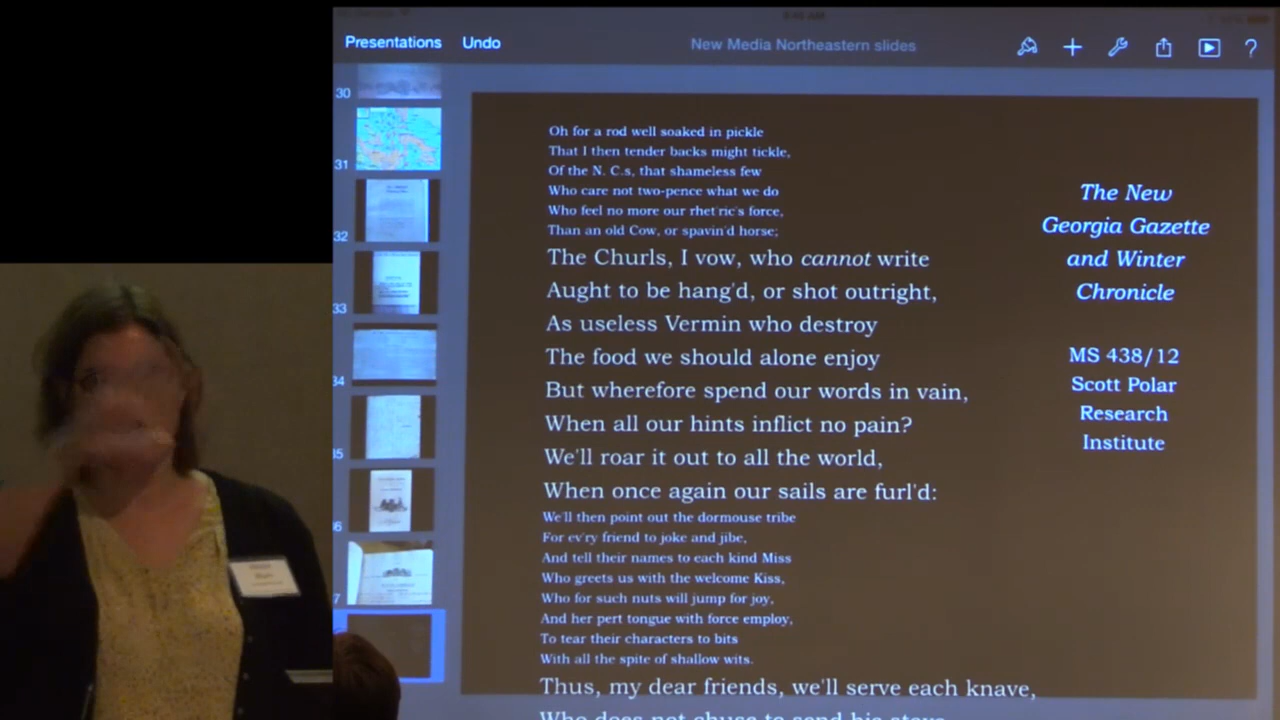 9:45 AM
Presentations Undo New Media Northeastern slides ?
30
31
32
33
34
35
36
37
Oh for a rod well soaked in pickle
That I then tender backs might tickle,
Of the N. C.s, that shameless few
Who care not two-pence what we do
Who feel no more our rhet'ric's force,
Than an old Cow, or spavin'd horse;
The Churls, I vow, who cannot write
Aught to be hang'd, or shot outright,
As useless Vermin who destroy
The food we should alone enjoy
But wherefore spend our words in vain,
When all our hints inflict no pain?
We'll roar it out to all the world,
When once again our sails are furl'd:
We'll then point out the dormouse tribe
For ev'ry friend to joke and jibe,
And tell their names to each kind Miss
Who greets us with the welcome Kiss,
Who for such nuts will jump for joy,
And her pert tongue with force employ,
To tear their characters to bits
With all the spite of shallow wits.
Thus, my dear friends, we'll serve each knave,
Who does not chuse to send his stave
The New
Georgia Gazette
and Winter
Chronicle
MS 438/12
Scott Polar
Research
Institute